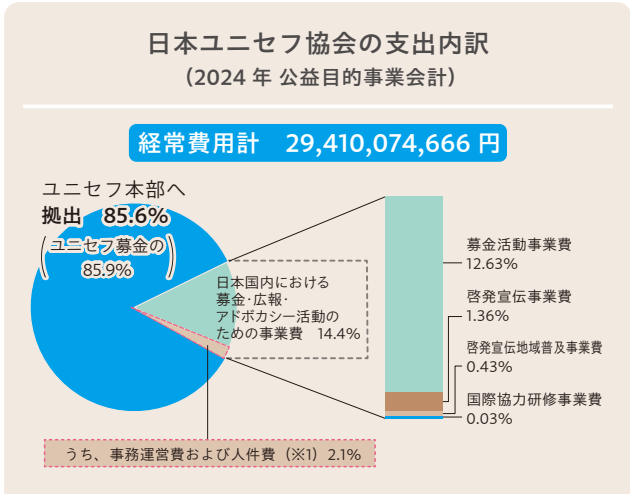 日本ユニセフ協会の支出内訳
（2024 年 公益目的事業会計）
経常費用計　29,410,074,666 円
ユニセフ本部へ
拠出　85.6%
（ユニセフ募金の
85.9%）
日本国内における
募金・広報・
アドボカシー活動の
ための事業費　14.4%
募金活動事業費
12.63%
啓発宣伝事業費
1.36%
啓発宣伝地域普及事業費
0.43%
国際協力研修事業費
0.03%
うち、事務運営費および人件費（※1）2.1%